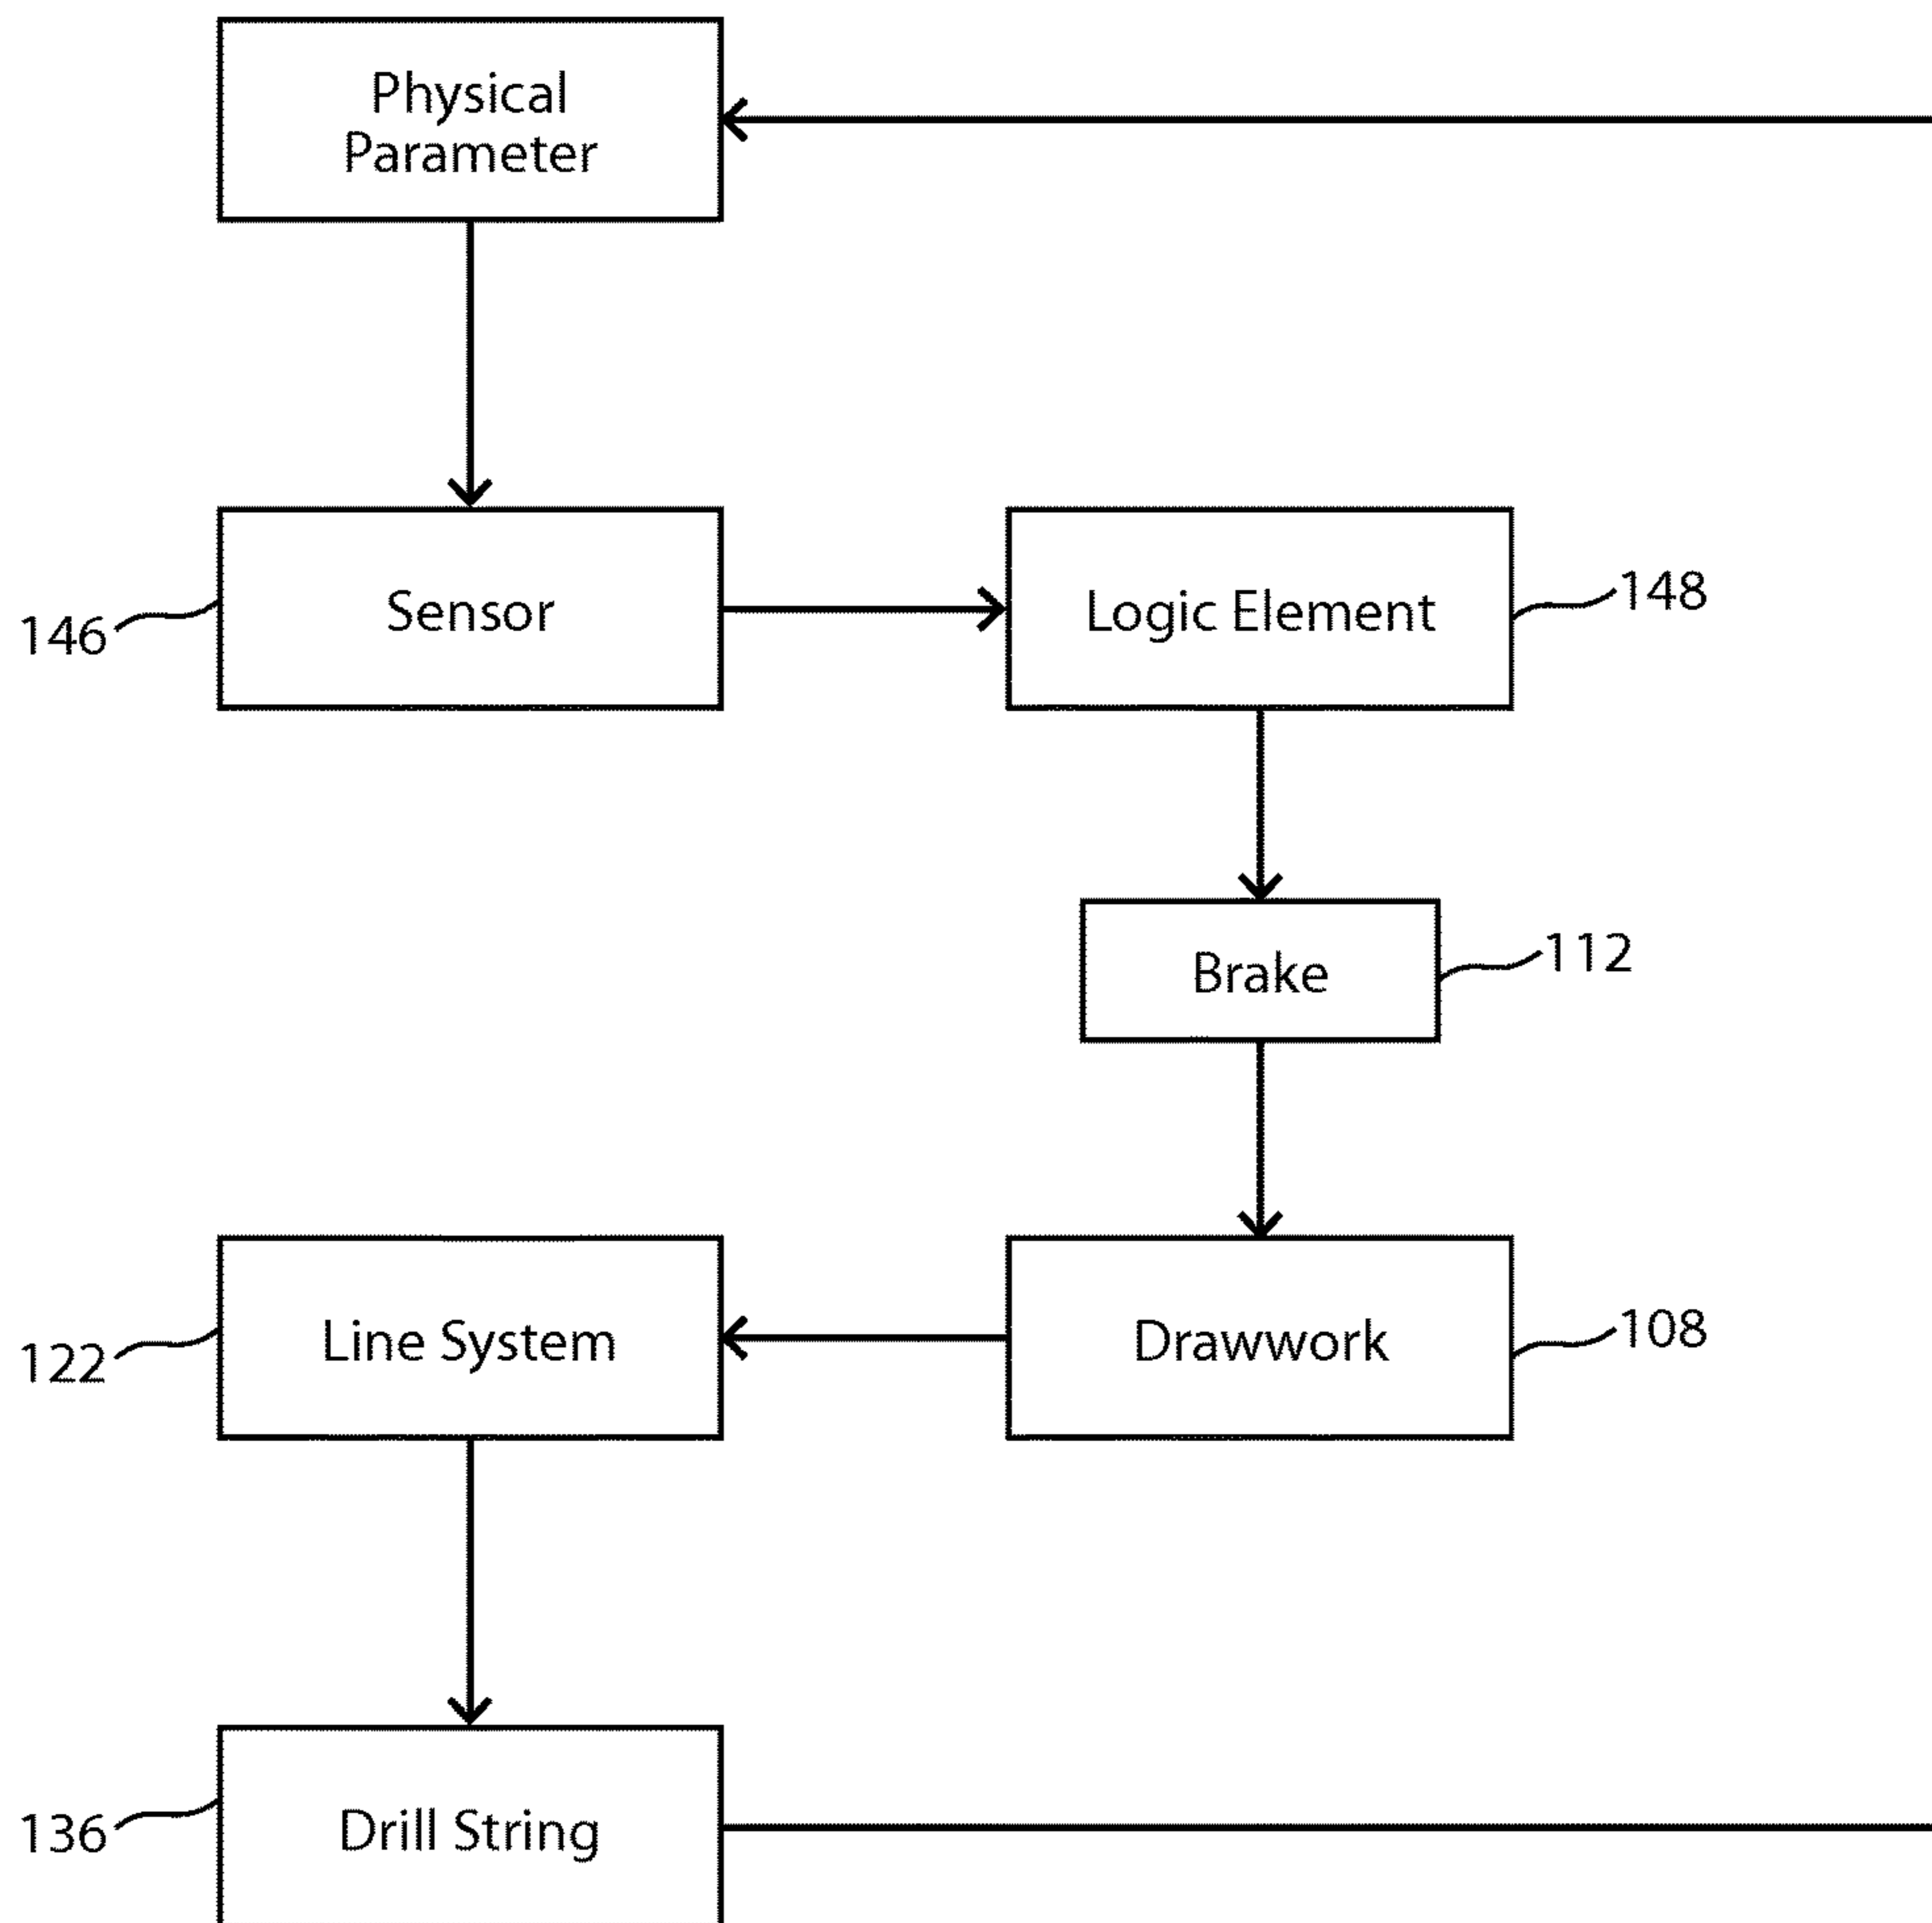 Physical
Parameter
146
Sensor
Logic Element
148
Brake
112
122
Line System
Drawwork
108
136
Drill String